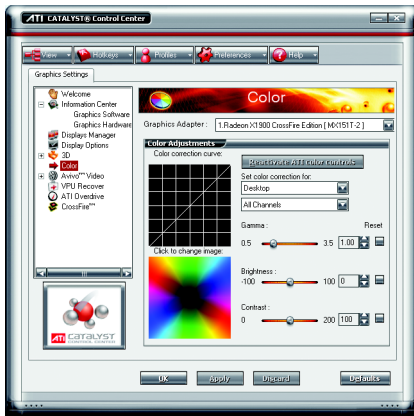 ATI CATALYST® Control Center
View
Hotkeys
Profiles
Preferences
Help
Graphics Settings
Welcome
Information Center
Graphics Software
Graphics Hardware
Displays Manager
Display Options
3D
Color
Avivo™ Video
VPU Recover
ATI Overdrive
CrossFire™
ATI CATALYST
CONTROL CENTER
Color
Graphics Adapter : 1.Radeon X1900 CrossFire Edition [ MX151T-2 ]
Color Adjustments
Color correction curve:
Click to change image:
Reactivate ATI color controls
Set color correction for:
Desktop
All Channels
Gamma : Reset
0.5 3.5 1.00
Brightness :
-100 100 0
Contrast :
0 200 100
OK Apply Discard Defaults